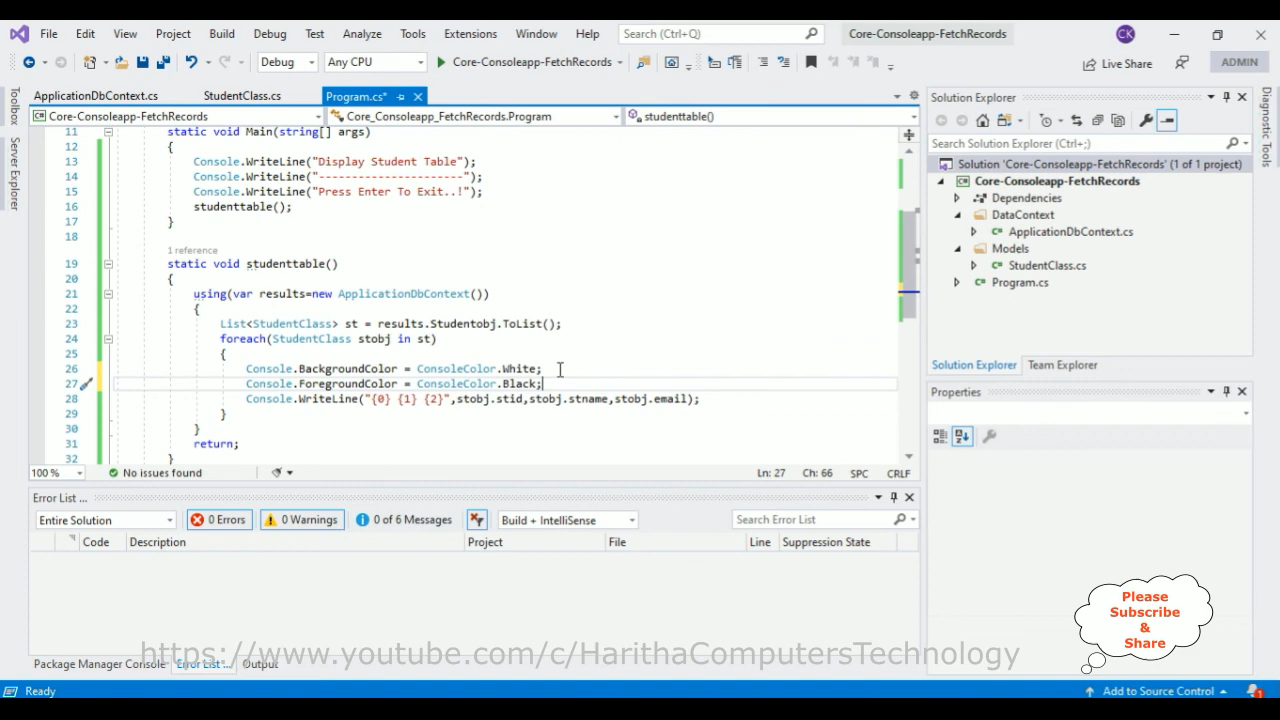 File Edit View Project Build Debug Test Analyze Tools Extensions Window Help Search (Ctrl+Q) Core-Consoleapp-FetchRecords CK
Debug Any CPU Core-Consoleapp-FetchRecords Live Share ADMIN
Toolbox
Server Explorer
ApplicationDbContext.cs StudentClass.cs Program.cs*
Core-Consoleapp-FetchRecords Core_Consoleapp_FetchRecords.Program studenttable()
11 static void Main(string[] args)
12 {
13 Console.WriteLine("Display Student Table");
14 Console.WriteLine("----------------------");
15 Console.WriteLine("Press Enter To Exit..!");
16 studenttable();
17 }
18
1 reference
19 static void studenttable()
20 {
21 using(var results=new ApplicationDbContext())
22 {
23 List<StudentClass> st = results.Studentobj.ToList();
24 foreach(StudentClass stobj in st)
25 {
26 Console.BackgroundColor = ConsoleColor.White;
27 Console.ForegroundColor = ConsoleColor.Black;
28 Console.WriteLine("{0} {1} {2}",stobj.stid,stobj.stname,stobj.email);
29 }
30 }
31 return;
32 }
100 % No issues found Ln: 27 Ch: 66 SPC CRLF
Error List ...
Entire Solution 0 Errors 0 Warnings 0 of 6 Messages Build + IntelliSense Search Error List
Code Description Project File Line Suppression State
Package Manager Console Error List ... Output
Solution Explorer
Search Solution Explorer (Ctrl+;)
Solution 'Core-Consoleapp-FetchRecords' (1 of 1 project)
Core-Consoleapp-FetchRecords
Dependencies
DataContext
ApplicationDbContext.cs
Models
StudentClass.cs
Program.cs
Solution Explorer Team Explorer
Properties
Diagnostic Tools
Please
Subscribe
&
Share
https://www.youtube.com/c/HarithaComputersTechnology
Ready Add to Source Control 1